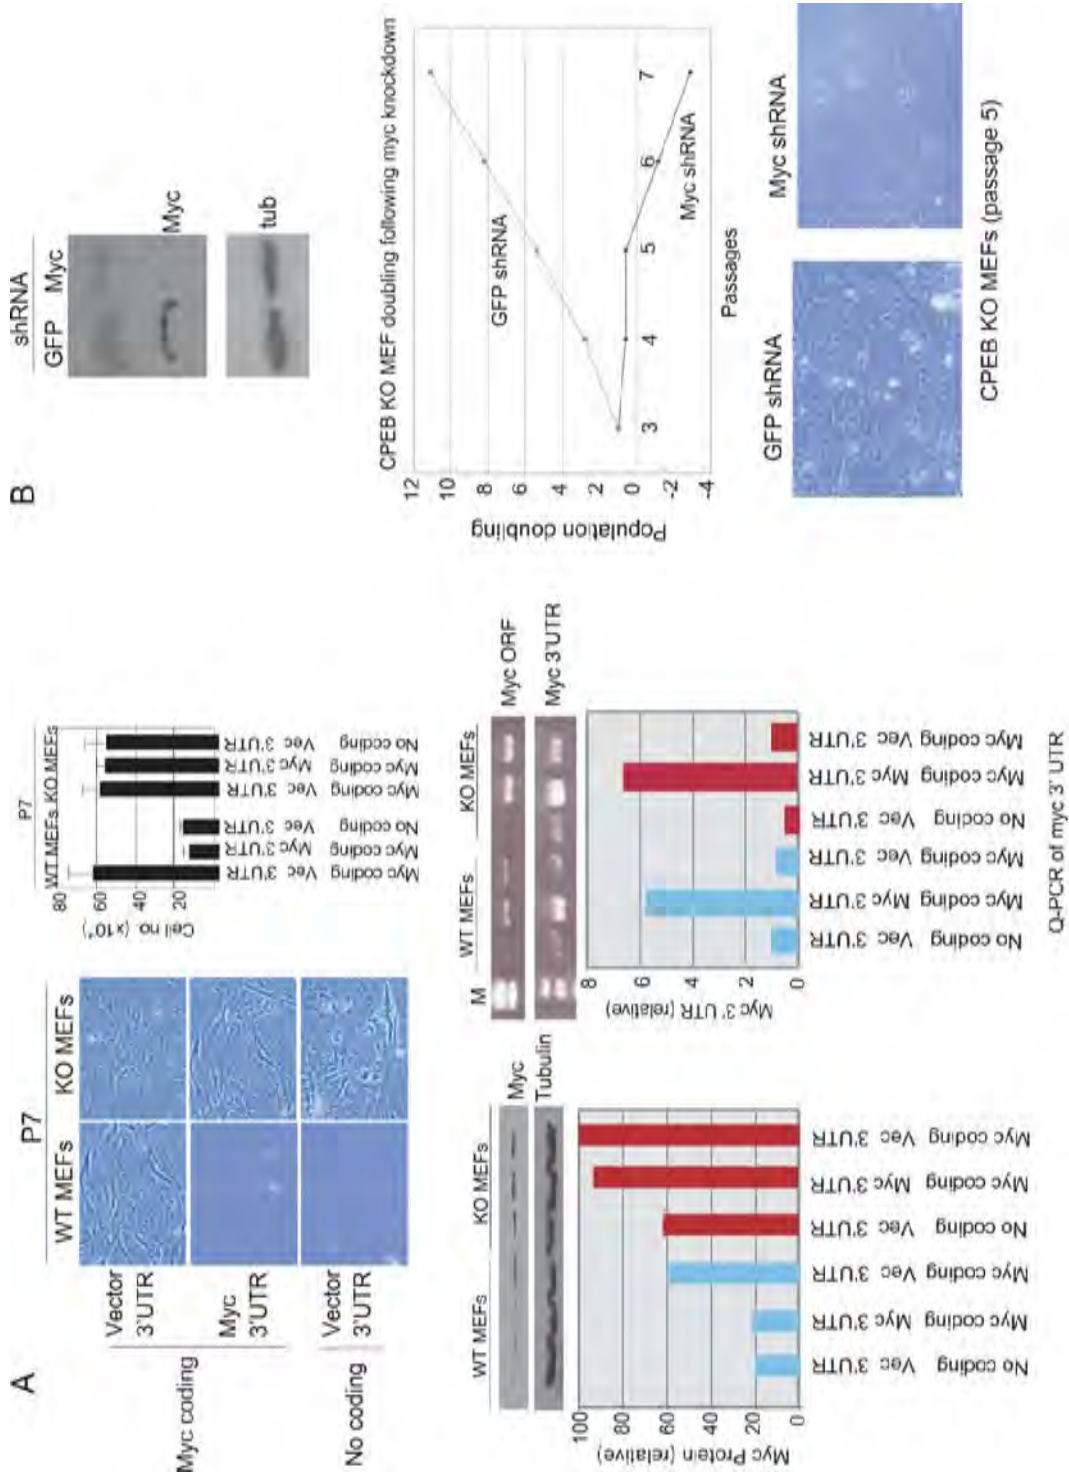 A
P7
WT MEFs KO MEFs
Vector
3'UTR
Myc
3'UTR
Vector
3'UTR
Myc coding
No coding
P7
WT MEFs KO MEFs
Cell no. (x10⁴)
80
60
40
20
Myc coding Vec 3'UTR
Myc coding Myc 3'UTR
No coding Vec 3'UTR
Myc coding Vec 3'UTR
Myc coding Myc 3'UTR
No coding Vec 3'UTR
WT MEFs KO MEFs
Myc
Tubulin
Myc Protein (relative)
100
80
60
40
20
0
No coding Vec 3'UTR
Myc coding Myc 3'UTR
Myc coding Vec 3'UTR
No coding Vec 3'UTR
Myc coding Myc 3'UTR
Myc coding Vec 3'UTR
M WT MEFs KO MEFs
Myc ORF
Myc 3'UTR
Myc 3' UTR (relative)
8
6
4
2
0
No coding Vec 3'UTR
Myc coding Myc 3'UTR
Myc coding Vec 3'UTR
No coding Vec 3'UTR
Myc coding Myc 3'UTR
Myc coding Vec 3'UTR
Q-PCR of myc 3' UTR
B
shRNA
GFP Myc
Myc
tub
CPEB KO MEF doubling following myc knockdown
Population doubling
12
10
8
6
4
2
0
-2
-4
GFP shRNA
3 4 5 6 7
Myc shRNA
Passages
GFP shRNA Myc shRNA
CPEB KO MEFs (passage 5)